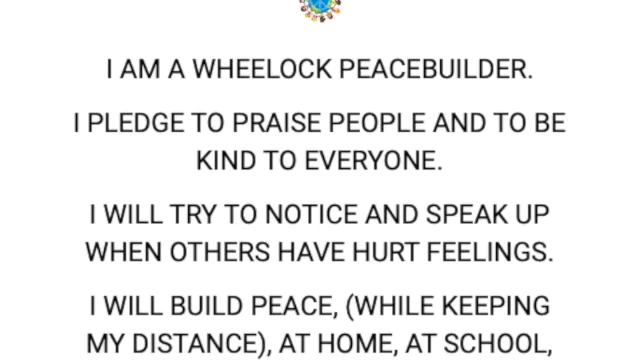 I AM A WHEELOCK PEACEBUILDER.
I PLEDGE TO PRAISE PEOPLE AND TO BE
KIND TO EVERYONE.
I WILL TRY TO NOTICE AND SPEAK UP
WHEN OTHERS HAVE HURT FEELINGS.
I WILL BUILD PEACE, (WHILE KEEPING
MY DISTANCE), AT HOME, AT SCHOOL,